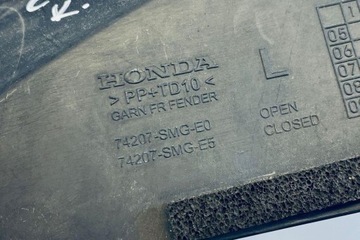 HONDA
>PP+TD10<
GARN.FR FENDER
74207-SMG-E0
74207-SMG-E5
L
OPEN
CLOSED
05
06
07
08